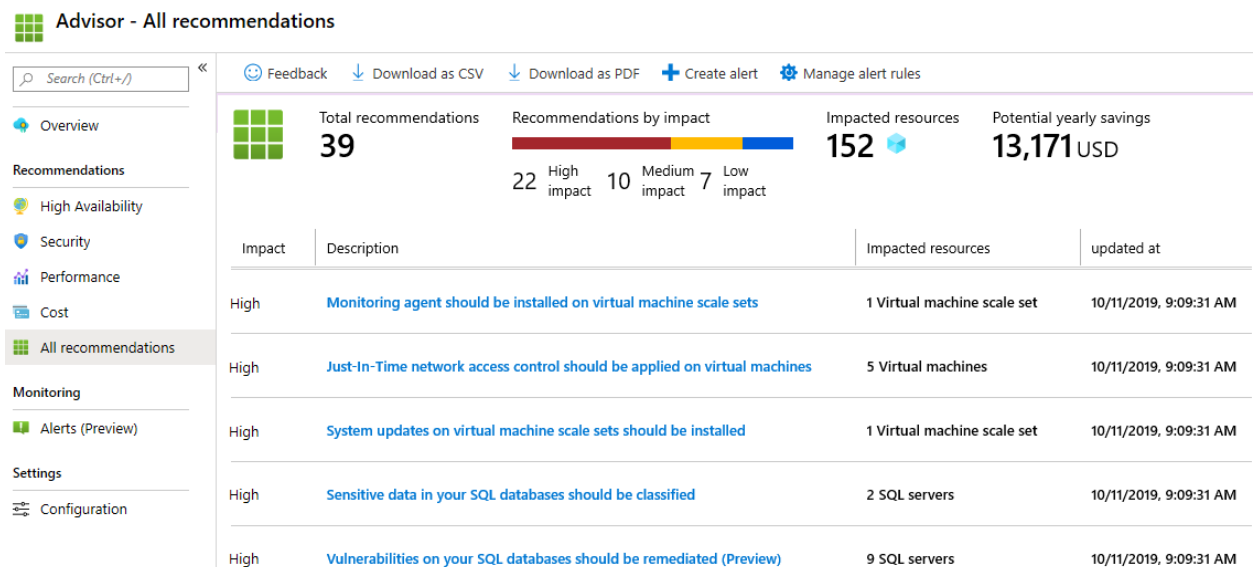 Advisor - All recommendations
Search (Ctrl+/)
«
Overview
Recommendations
High Availability
Security
Performance
Cost
All recommendations
Monitoring
Alerts (Preview)
Settings
Configuration
Feedback Download as CSV Download as PDF Create alert Manage alert rules
Total recommendations
39
Recommendations by impact
22 High impact 10 Medium impact 7 Low impact
Impacted resources
152
Potential yearly savings
13,171 USD
Impact Description Impacted resources updated at
High Monitoring agent should be installed on virtual machine scale sets 1 Virtual machine scale set 10/11/2019, 9:09:31 AM
High Just-In-Time network access control should be applied on virtual machines 5 Virtual machines 10/11/2019, 9:09:31 AM
High System updates on virtual machine scale sets should be installed 1 Virtual machine scale set 10/11/2019, 9:09:31 AM
High Sensitive data in your SQL databases should be classified 2 SQL servers 10/11/2019, 9:09:31 AM
High Vulnerabilities on your SQL databases should be remediated (Preview) 9 SQL servers 10/11/2019, 9:09:31 AM